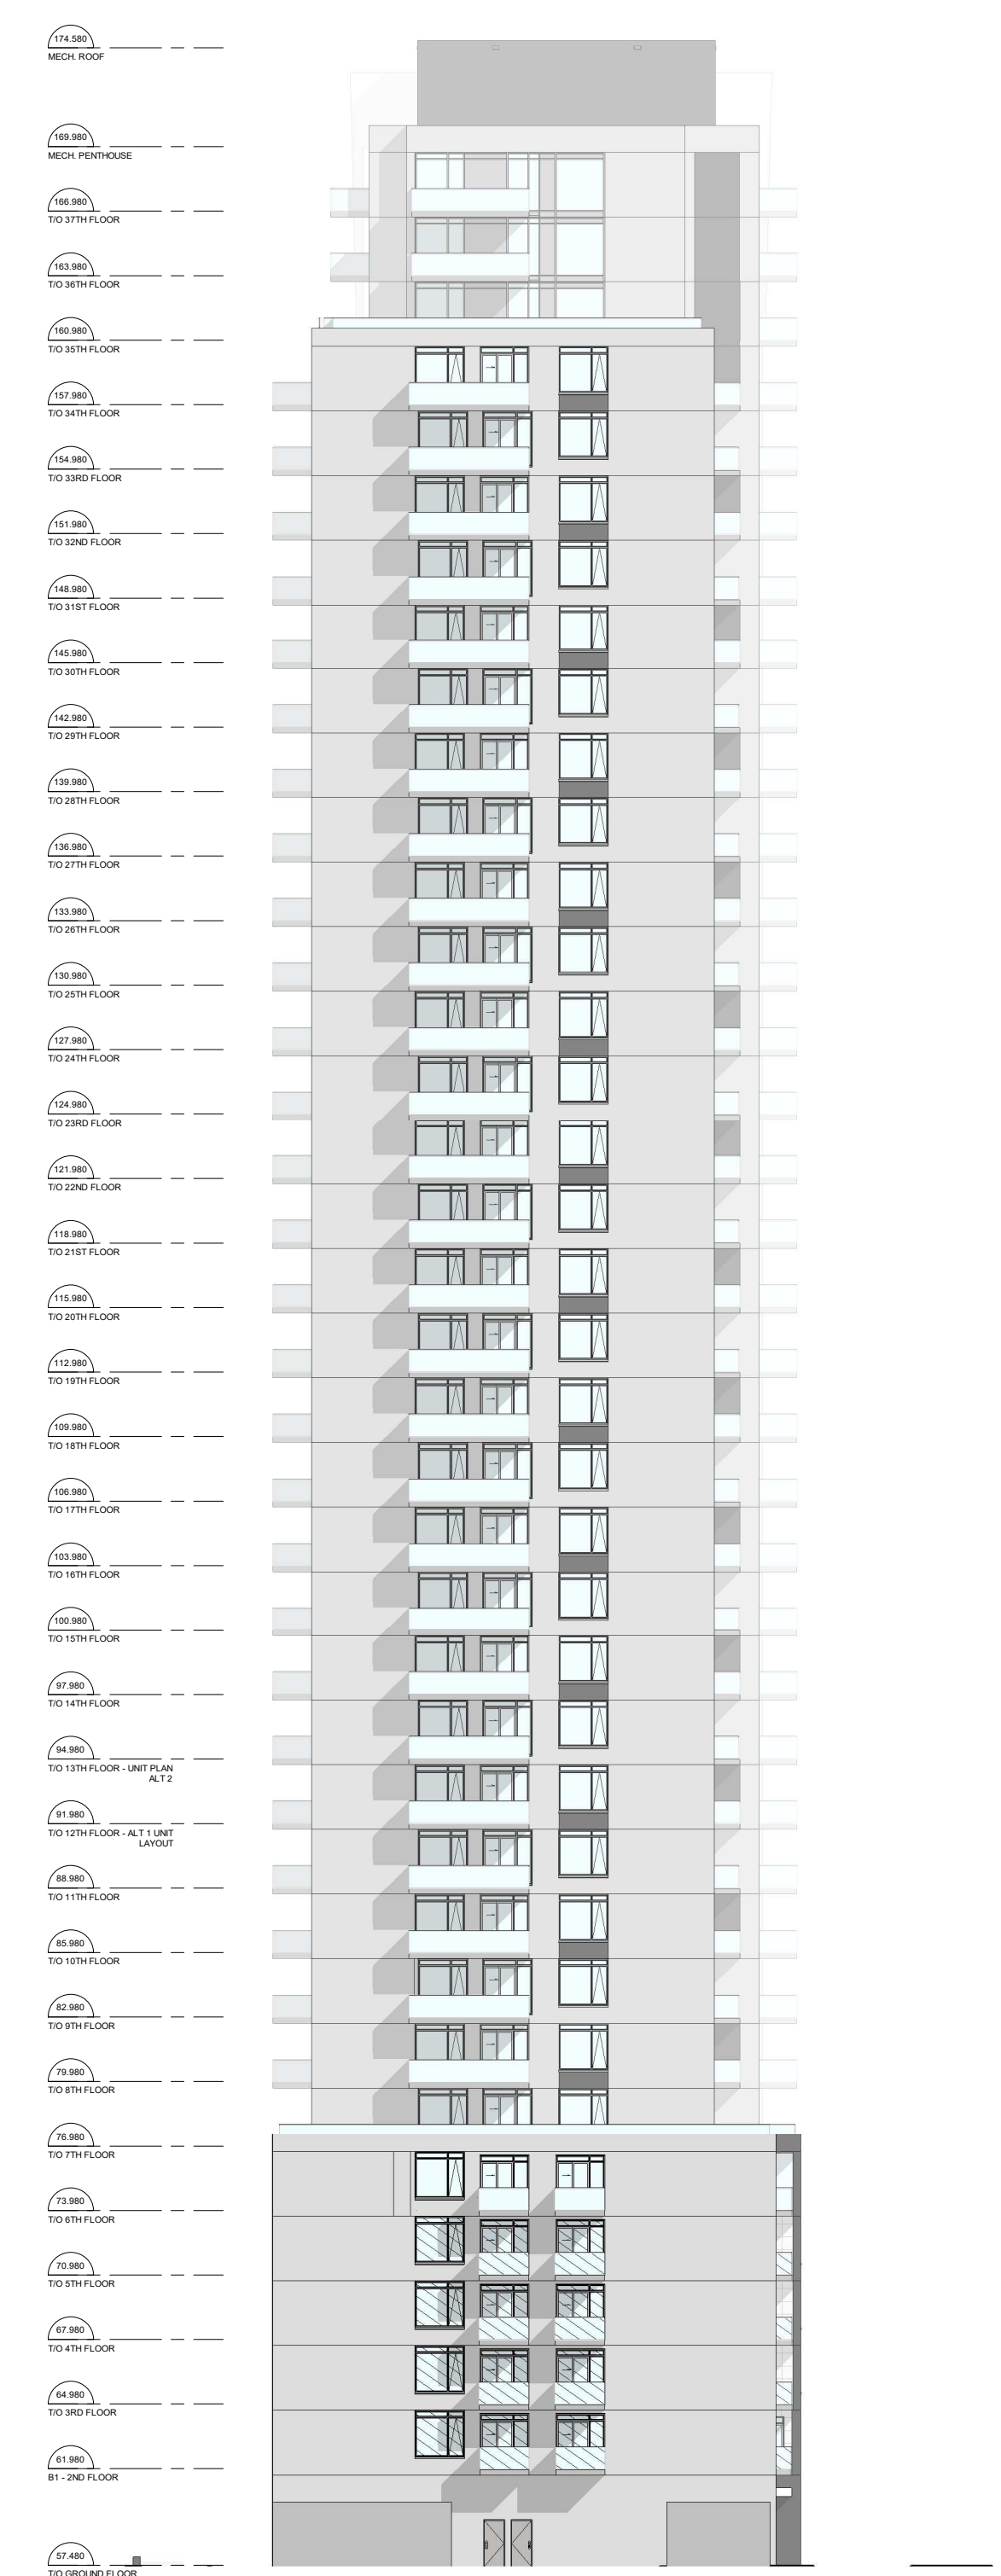 174.580
MECH. ROOF
169.980
MECH. PENTHOUSE
166.980
T/O 37TH FLOOR
163.980
T/O 36TH FLOOR
160.980
T/O 35TH FLOOR
157.980
T/O 34TH FLOOR
154.980
T/O 33RD FLOOR
151.980
T/O 32ND FLOOR
148.980
T/O 31ST FLOOR
145.980
T/O 30TH FLOOR
142.980
T/O 29TH FLOOR
139.980
T/O 28TH FLOOR
136.980
T/O 27TH FLOOR
133.980
T/O 26TH FLOOR
130.980
T/O 25TH FLOOR
127.980
T/O 24TH FLOOR
124.980
T/O 23RD FLOOR
121.980
T/O 22ND FLOOR
118.980
T/O 21ST FLOOR
115.980
T/O 20TH FLOOR
112.980
T/O 19TH FLOOR
109.980
T/O 18TH FLOOR
106.980
T/O 17TH FLOOR
103.980
T/O 16TH FLOOR
100.980
T/O 15TH FLOOR
97.980
T/O 14TH FLOOR
94.980
T/O 13TH FLOOR - UNIT PLAN
ALT 2
91.980
T/O 12TH FLOOR - ALT 1 UNIT
LAYOUT
88.980
T/O 11TH FLOOR
85.980
T/O 10TH FLOOR
82.980
T/O 9TH FLOOR
79.980
T/O 8TH FLOOR
76.980
T/O 7TH FLOOR
73.980
T/O 6TH FLOOR
70.980
T/O 5TH FLOOR
67.980
T/O 4TH FLOOR
64.980
T/O 3RD FLOOR
61.980
B1 - 2ND FLOOR
57.480
T/O GROUND FLOOR